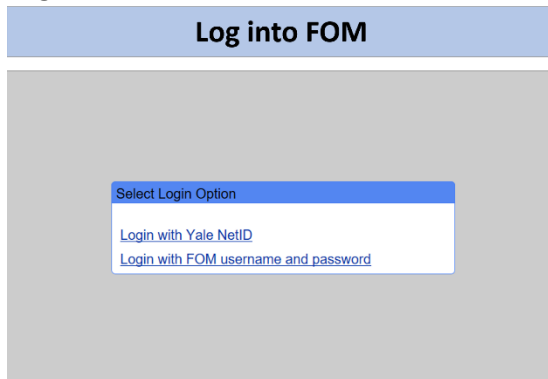 Log into FOM
Select Login Option
Login with Yale NetID
Login with FOM username and password